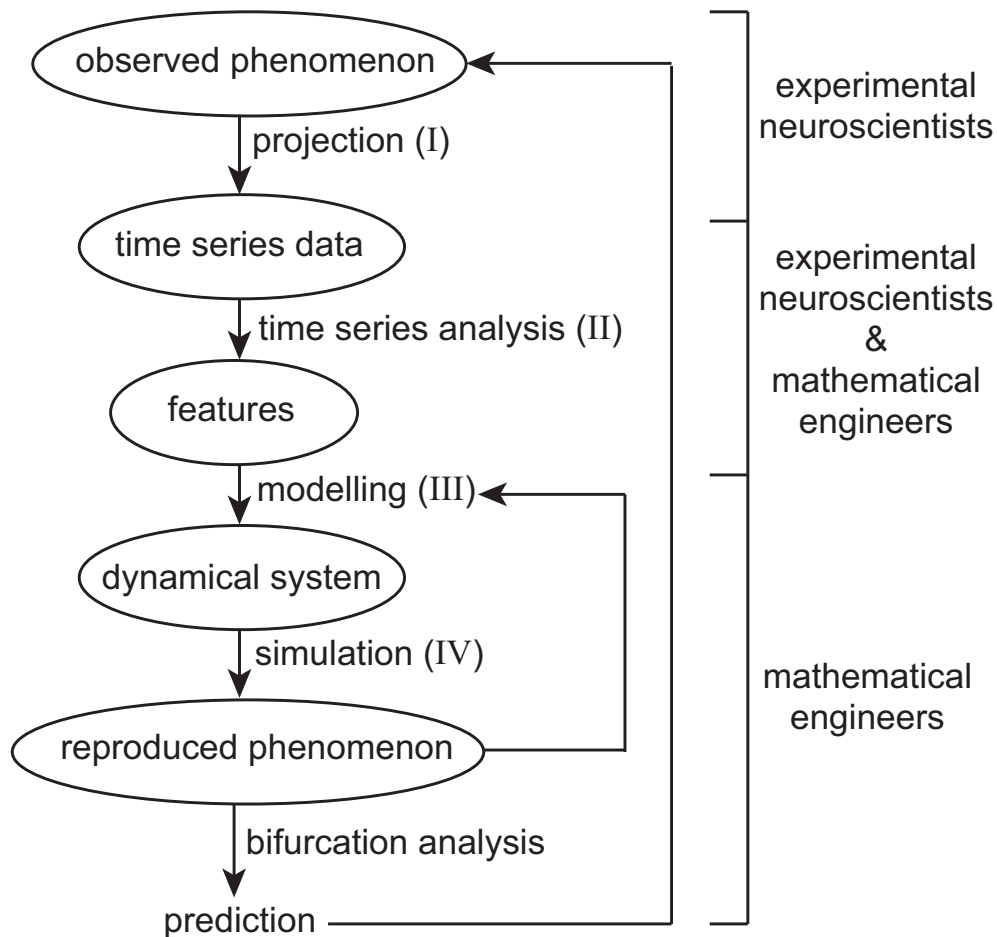 observed phenomenon
projection (I)
time series data
time series analysis (II)
features
modelling (III)
dynamical system
simulation (IV)
reproduced phenomenon
bifurcation analysis
prediction
experimental
neuroscientists
experimental
neuroscientists
&
mathematical
engineers
mathematical
engineers